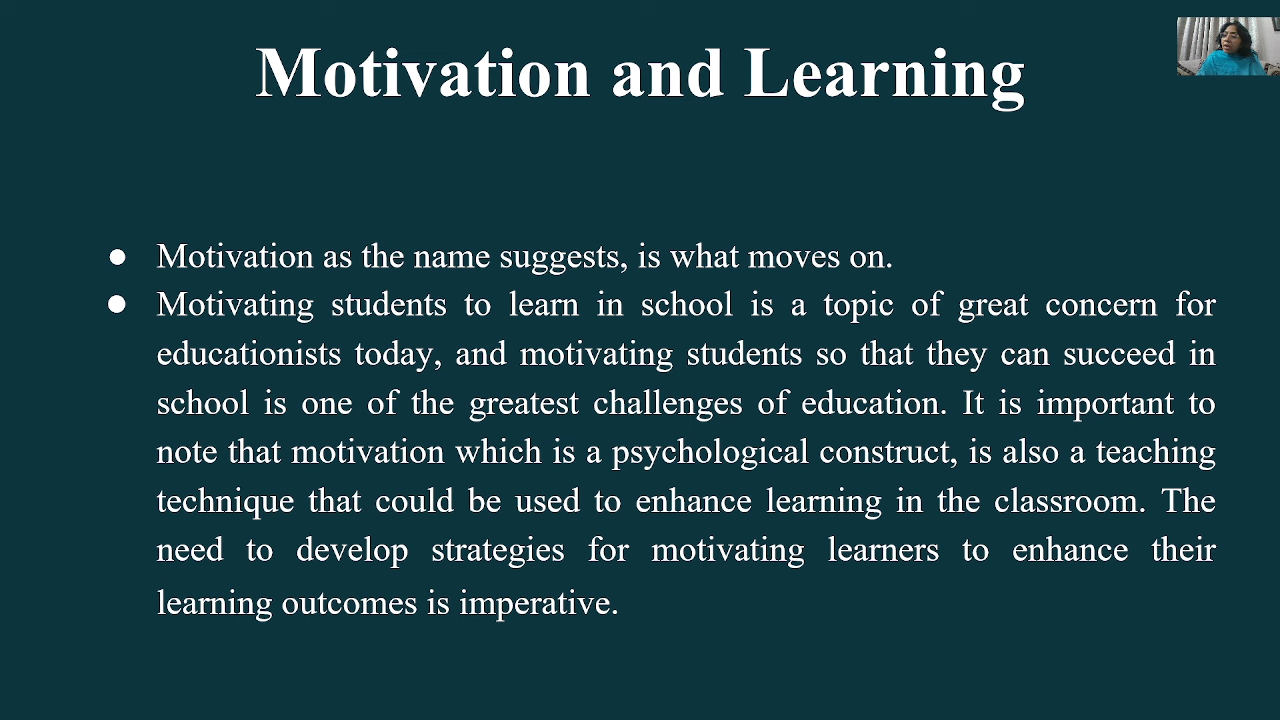 Motivation and Learning
● Motivation as the name suggests, is what moves on.
● Motivating students to learn in school is a topic of great concern for
educationists today, and motivating students so that they can succeed in
school is one of the greatest challenges of education. It is important to
note that motivation which is a psychological construct, is also a teaching
technique that could be used to enhance learning in the classroom. The
need to develop strategies for motivating learners to enhance their
learning outcomes is imperative.